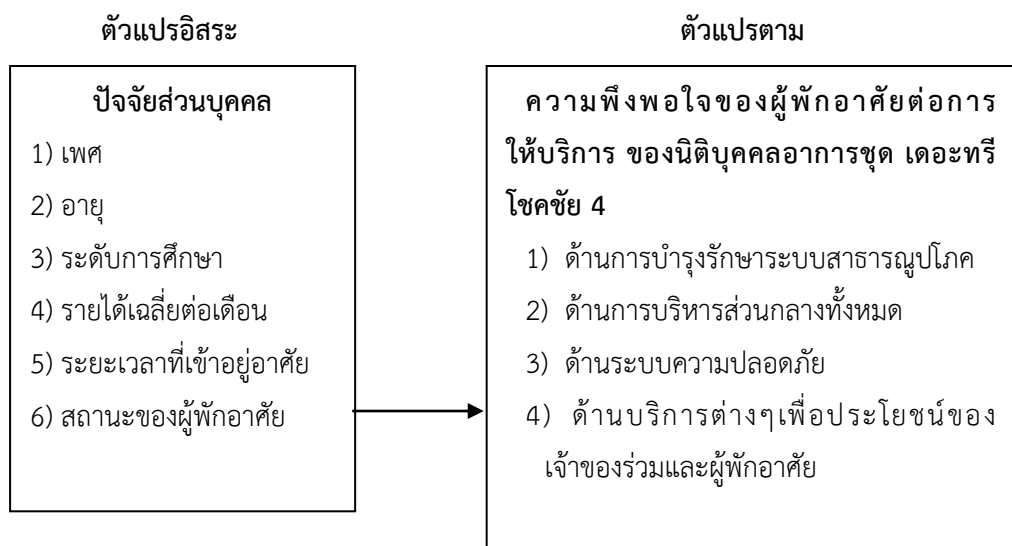 ตัวแปรอิสระ
ปัจจัยส่วนบุคคล
1) เพศ
2) อายุ
3) ระดับการศึกษา
4) รายได้เฉลี่ยต่อเดือน
5) ระยะเวลาที่เข้าอยู่อาศัย
6) สถานะของผู้พักอาศัย
ตัวแปรตาม
ความพึงพอใจของผู้พักอาศัยต่อการ
ให้บริการ ของนิติบุคคลอาการชุด เดอะทรี
โชคชัย 4
1) ด้านการบำรุงรักษาระบบสาธารณูปโภค
2) ด้านการบริหารส่วนกลางทั้งหมด
3) ด้านระบบความปลอดภัย
4) ด้านบริการต่างๆเพื่อประโยชน์ของ
เจ้าของร่วมและผู้พักอาศัย